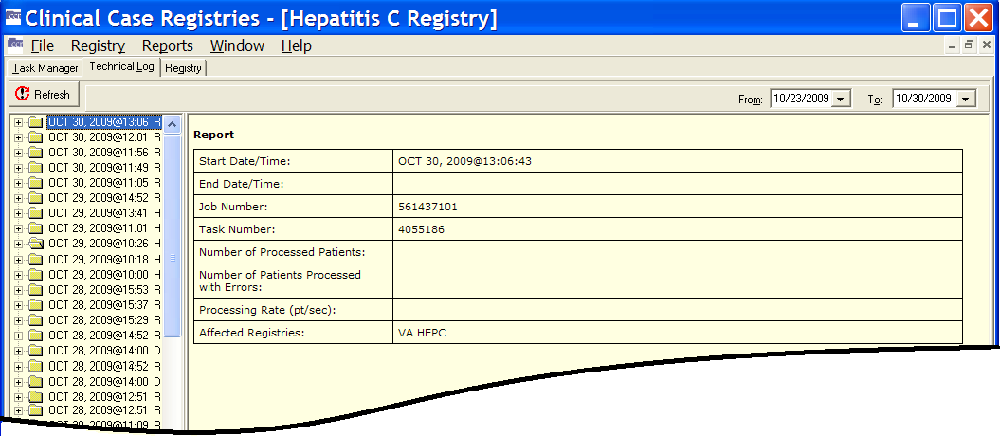 Clinical Case Registries - [Hepatitis C Registry]
File Registry Reports Window Help
Task Manager Technical Log Registry
Refresh From: 10/23/2009 To: 10/30/2009
OCT 30, 2009@13:06 R
OCT 30, 2009@12:01 R
OCT 30, 2009@11:56 R
OCT 30, 2009@11:49 R
OCT 30, 2009@11:05 R
OCT 29, 2009@14:52 R
OCT 29, 2009@13:41 H
OCT 29, 2009@11:01 H
OCT 29, 2009@10:26 H
OCT 29, 2009@10:18 H
OCT 29, 2009@10:00 H
OCT 28, 2009@15:53 R
OCT 28, 2009@15:37 R
OCT 28, 2009@15:29 R
OCT 28, 2009@14:52 R
OCT 28, 2009@14:00 D
OCT 28, 2009@14:52 R
OCT 28, 2009@14:00 D
OCT 28, 2009@12:51 R
OCT 28, 2009@12:51 R
2009@11:09 R
Report
Start Date/Time: OCT 30, 2009@13:06:43
End Date/Time:
Job Number: 561437101
Task Number: 4055186
Number of Processed Patients:
Number of Patients Processed
with Errors:
Processing Rate (pt/sec):
Affected Registries: VA HEPC